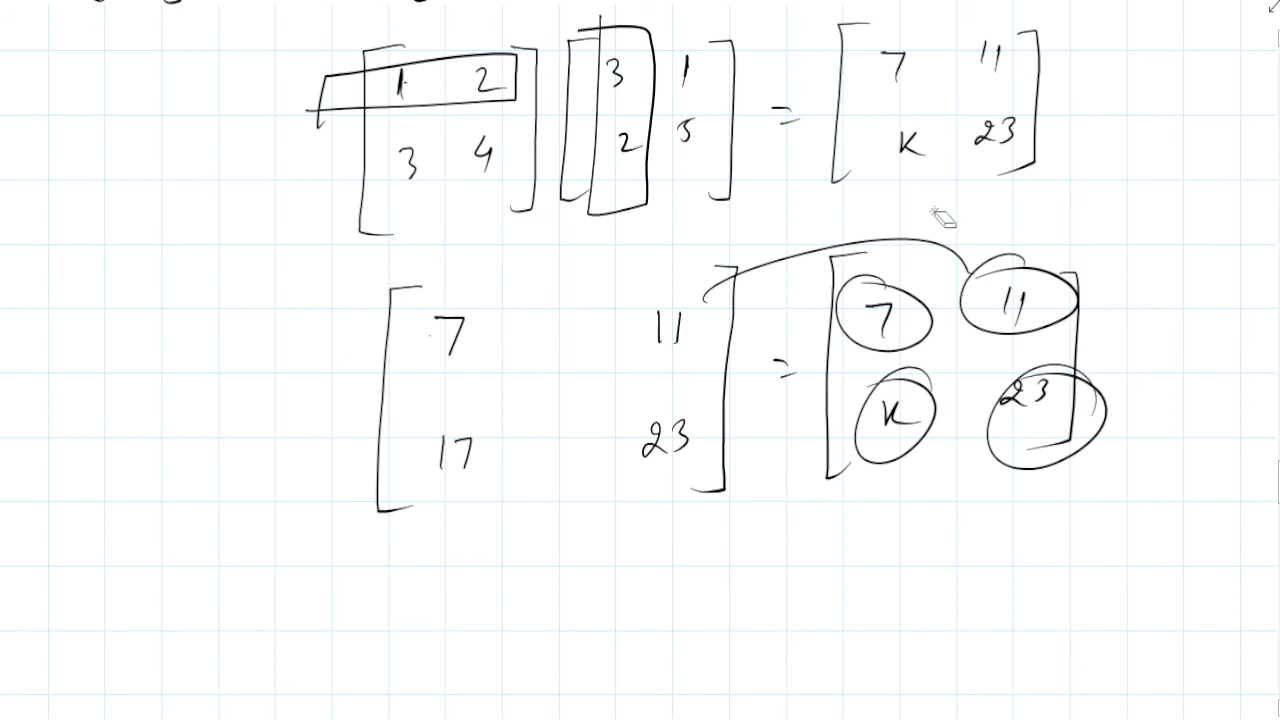 [1 2] [3 1] = [7 11]
[3 4] [2 5] [K 23]
[7 11] = [7 11]
[17 23] [K 23]